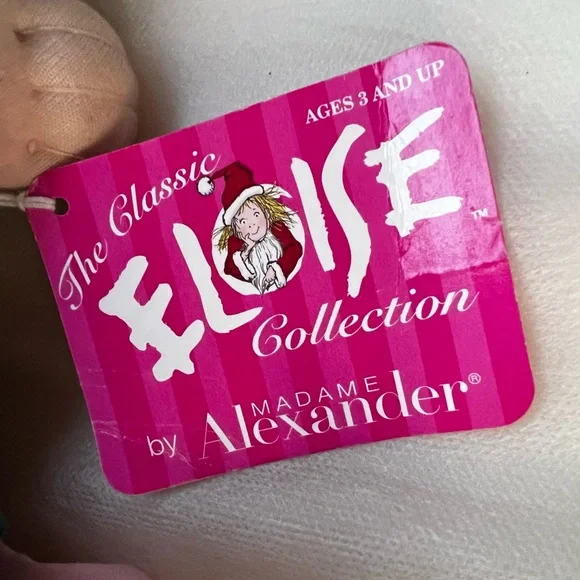 AGES 3 AND UP
The Classic
ELOISE™
Collection
by MADAME
Alexander®